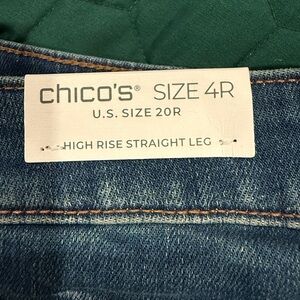 chico's® SIZE 4R
U.S. SIZE 20R
HIGH RISE STRAIGHT LEG